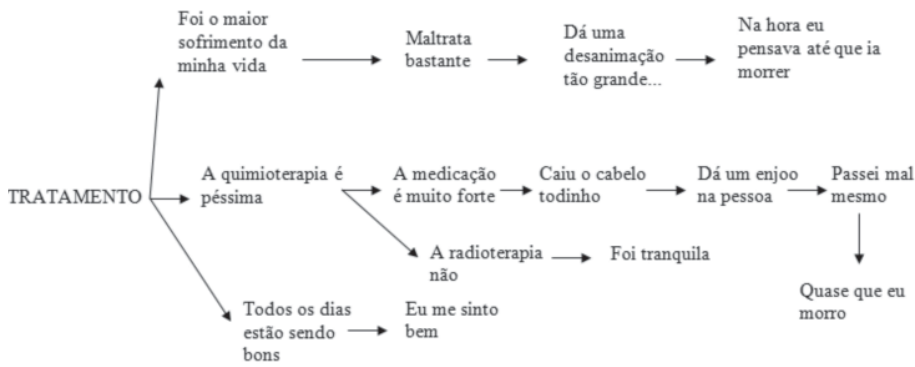 Foi o maior
sofrimento da
minha vida
Maltrata
bastante
Dá uma
desanimação
tão grande...
Na hora eu
pensava até que ia
morrer
TRATAMENTO
A quimioterapia é
péssima
A medicação
é muito forte
Caiu o cabelo
todinho
Dá um enjoo
na pessoa
Passei mal
mesmo
Quase que eu
morro
A radioterapia
não
Foi tranquila
Todos os dias
estão sendo
bons
Eu me sinto
bem